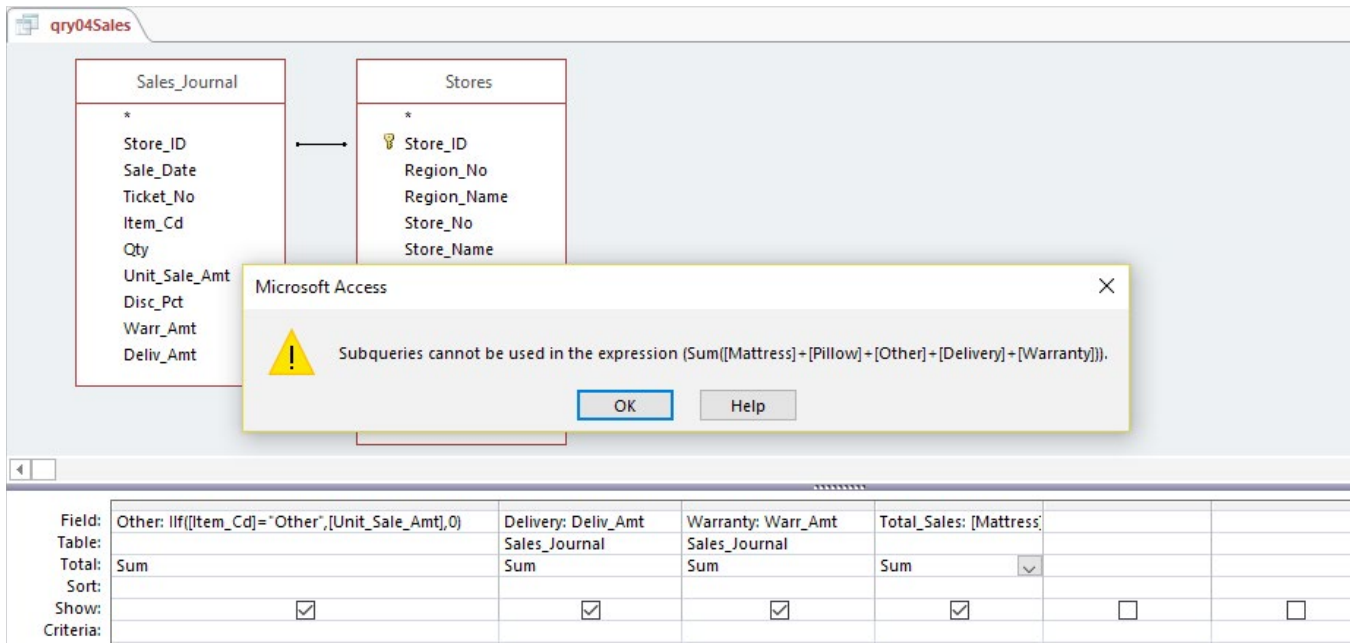 qry04Sales
Sales_Journal
*
Store_ID
Sale_Date
Ticket_No
Item_Cd
Qty
Unit_Sale_Amt
Disc_Pct
Warr_Amt
Deliv_Amt
Stores
*
Store_ID
Region_No
Region_Name
Store_No
Store_Name
Microsoft Access
Subqueries cannot be used in the expression (Sum([Mattress]+[Pillow]+[Other]+[Delivery]+[Warranty])).
OK Help
Field: Other: IIf([Item_Cd]="Other",[Unit_Sale_Amt],0) Delivery: Deliv_Amt Warranty: Warr_Amt Total_Sales: [Mattress]
Table: Sales_Journal Sales_Journal
Total: Sum Sum Sum Sum
Sort:
Show:
Criteria: